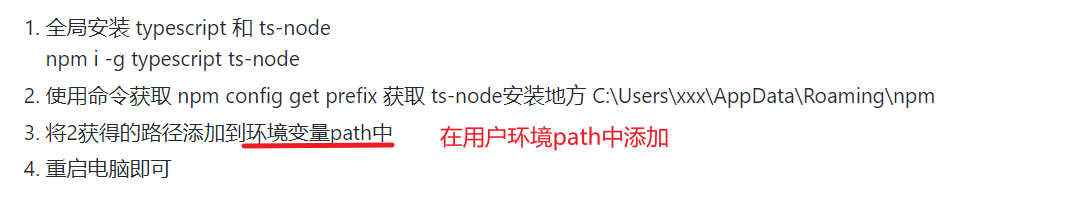 1. 全局安装 typescript 和 ts-node
npm i -g typescript ts-node
2. 使用命令获取 npm config get prefix 获取 ts-node安装地方 C:\Users\xxx\AppData\Roaming\npm
3. 将2获得的路径添加到环境变量path中 在用户环境path中添加
4. 重启电脑即可